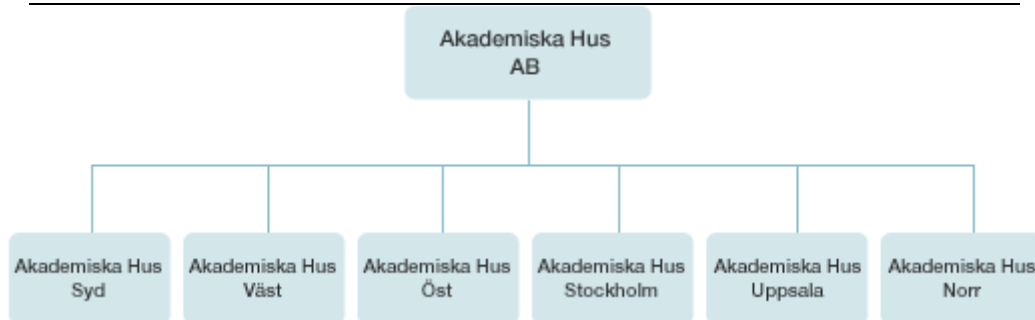 Akademiska Hus
AB
Akademiska Hus
Syd
Akademiska Hus
Väst
Akademiska Hus
Öst
Akademiska Hus
Stockholm
Akademiska Hus
Uppsala
Akademiska Hus
Norr